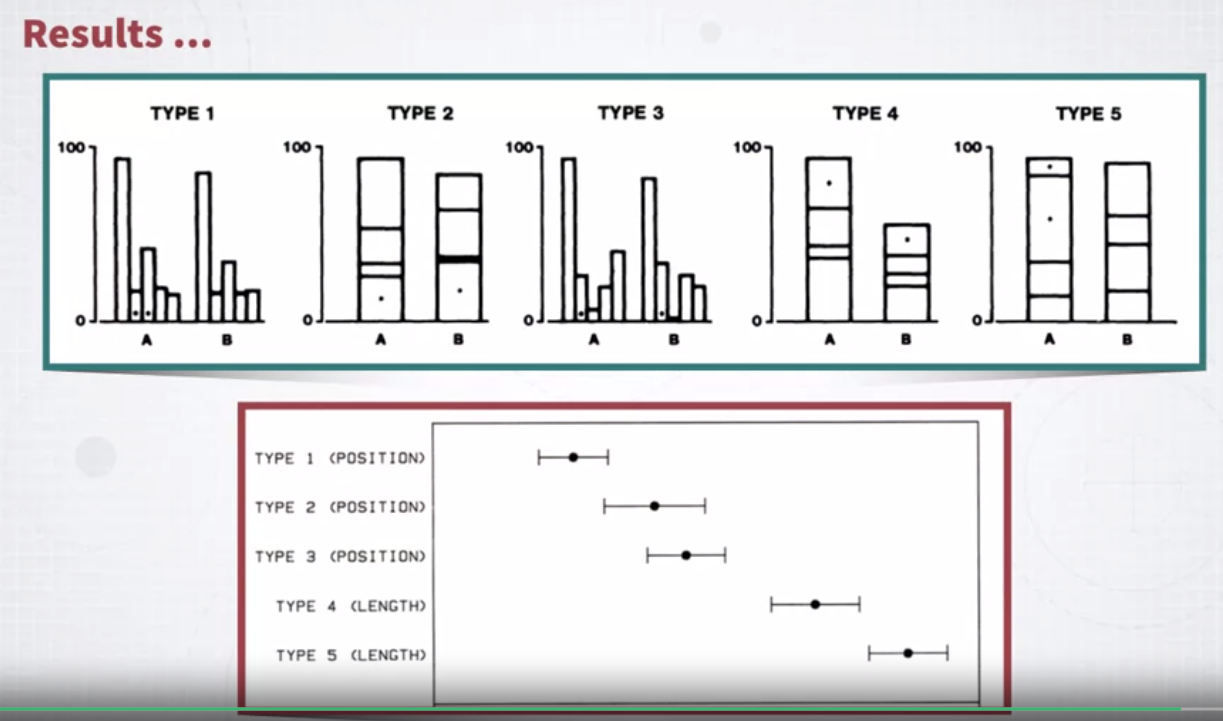 Results ...
TYPE 1 TYPE 2 TYPE 3 TYPE 4 TYPE 5
100 100 100 100 100
0 0 0 0 0
A B A B A B A B A B
TYPE 1 (POSITION)
TYPE 2 (POSITION)
TYPE 3 (POSITION)
TYPE 4 (LENGTH)
TYPE 5 (LENGTH)